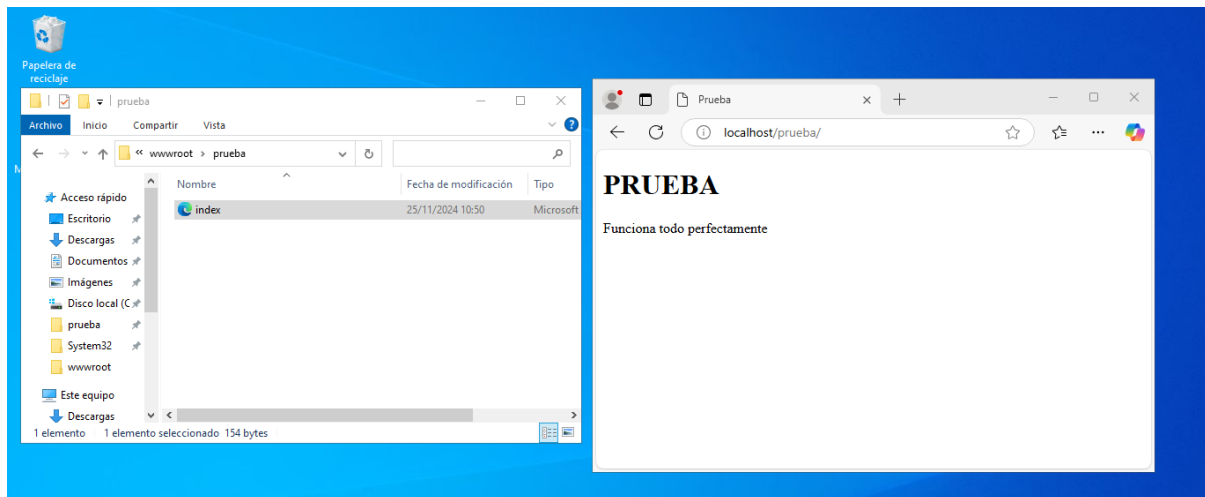 Papelera de
reciclaje
prueba
Archivo Inicio Compartir Vista
« wwwroot › prueba
Nombre Fecha de modificación Tipo
index 25/11/2024 10:50 Microsoft
Acceso rápido
Escritorio
Descargas
Documentos
Imágenes
Disco local (C
prueba
System32
wwwroot
Este equipo
Descargas
1 elemento 1 elemento seleccionado 154 bytes
Prueba
localhost/prueba/
PRUEBA
Funciona todo perfectamente